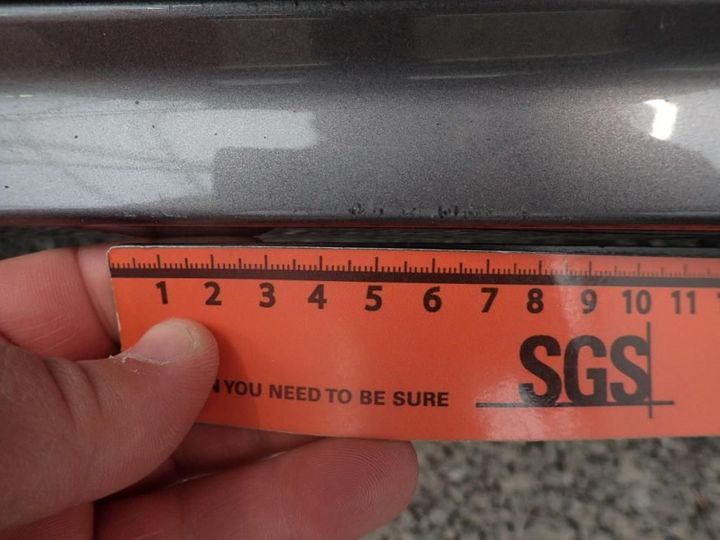 1 2 3 4 5 6 7 8 9 10 11
SGS
YOU NEED TO BE SURE